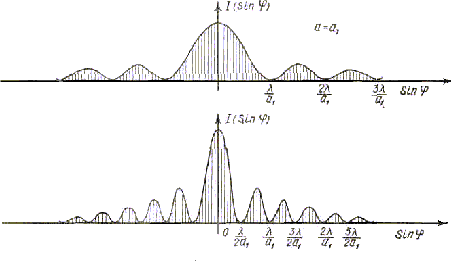 I(sin φ)
a=a₁
λ/a₁ 2λ/a₁ 3λ/a₁ sin φ
I(sin φ)
0 λ/2a₁ λ/a₁ 3λ/2a₁ 2λ/a₁ 5λ/2a₁ sin φ